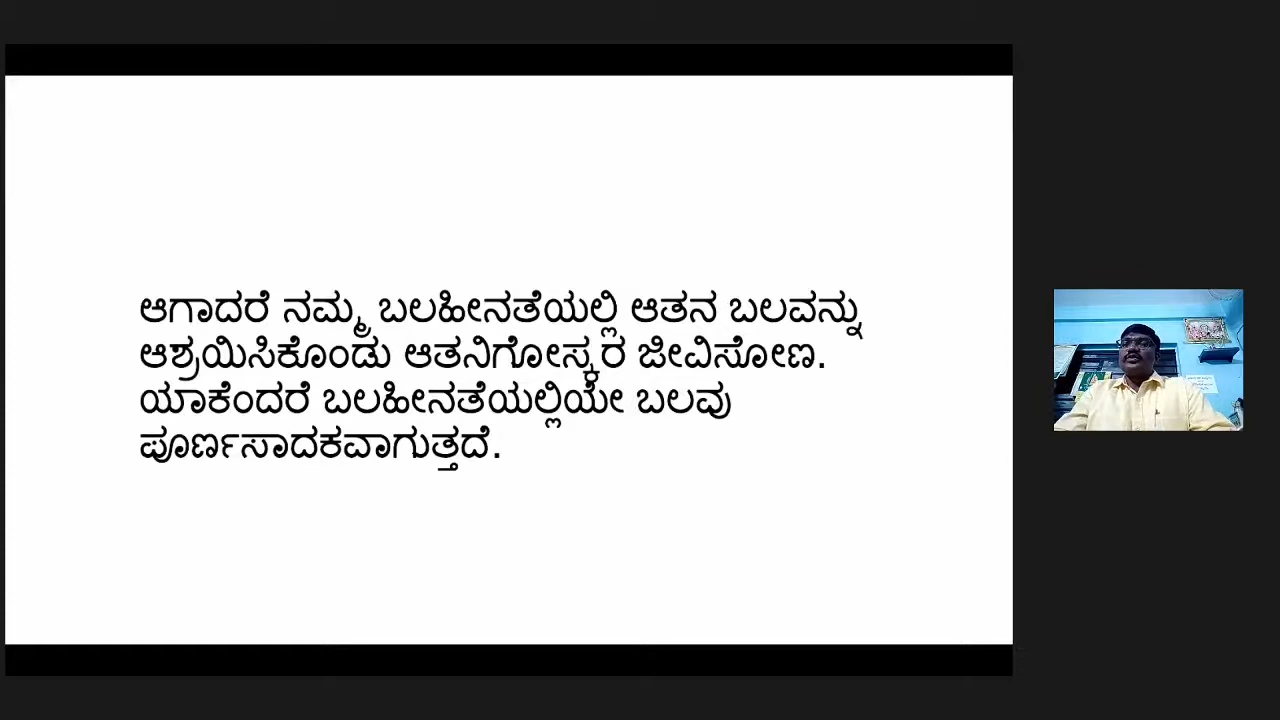 ಆಗಾದರೆ ನಮ್ಮ ಬಲಹೀನತೆಯಲ್ಲಿ ಆತನ ಬಲವನ್ನು
ಆಶ್ರಯಿಸಿಕೊಂಡು ಆತನಿಗೋಸ್ಕರ ಜೀವಿಸೋಣ.
ಯಾಕೆಂದರೆ ಬಲಹೀನತೆಯಲ್ಲಿಯೇ ಬಲವು
ಪೂರ್ಣಸಾದಕವಾಗುತ್ತದೆ.